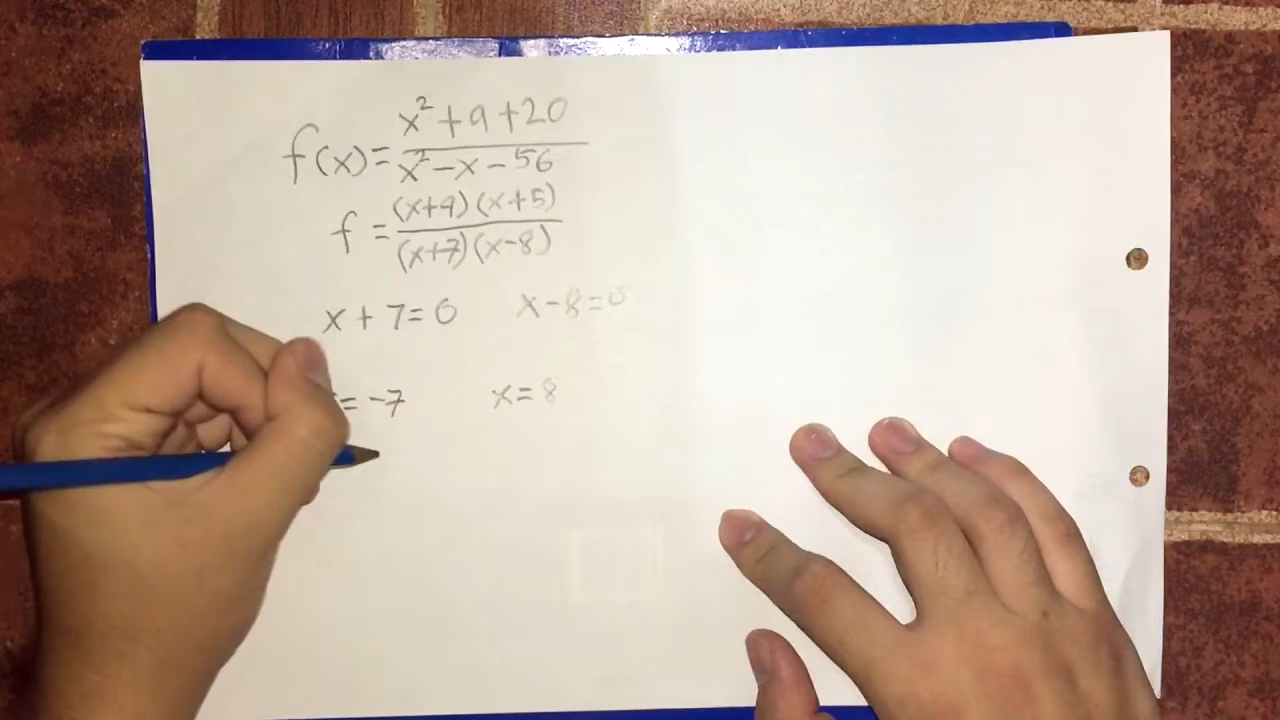 f(x) = x² + 9 + 20 / x² - x - 56
f = (x+9)(x+5) / (x+7)(x-8)
x + 7 = 0 x - 8 = 0
= -7 x = 8